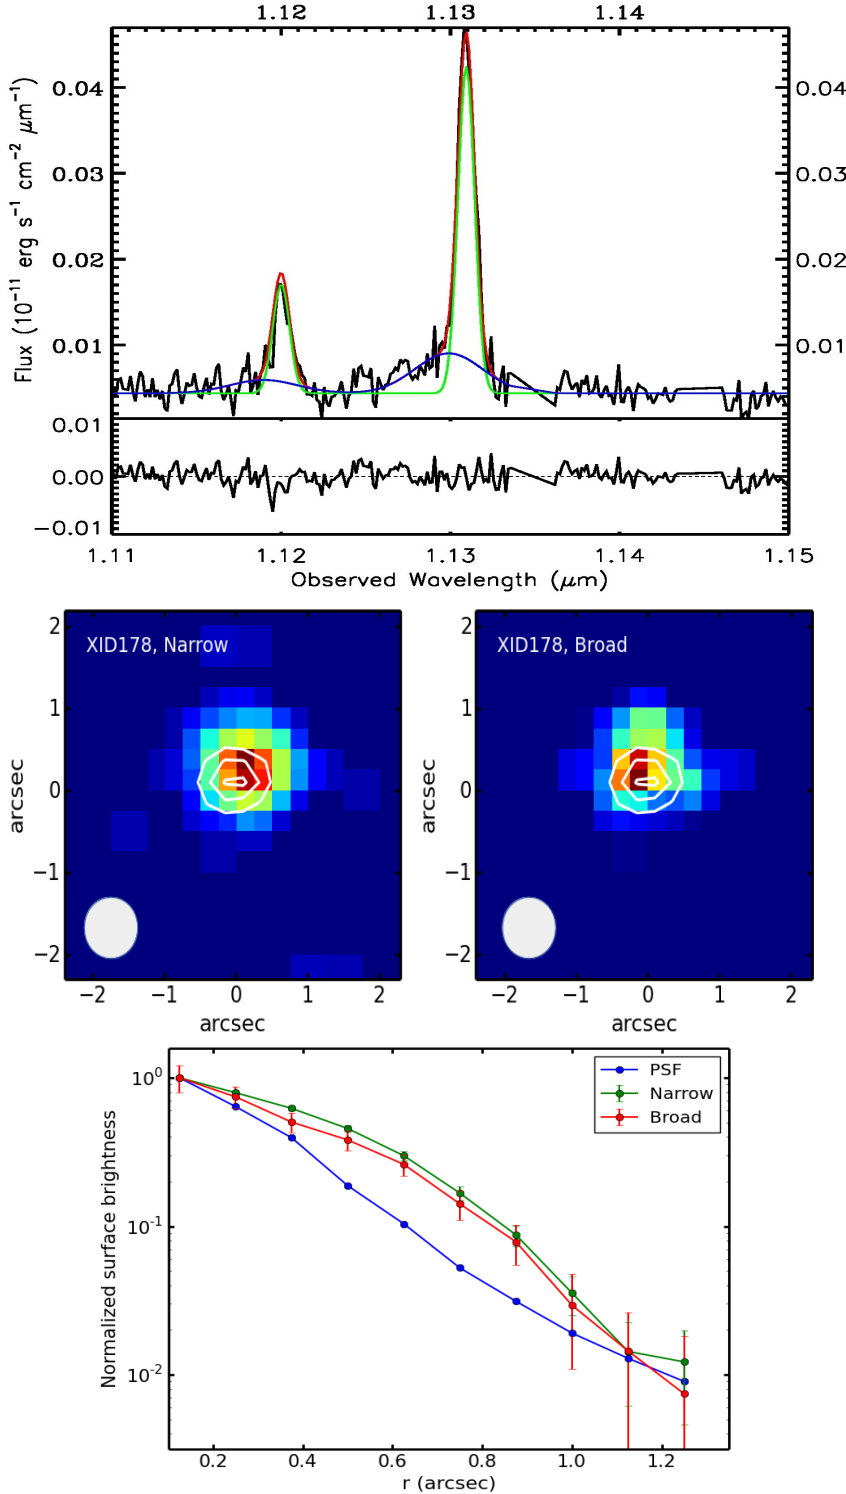 1.12 1.13 1.14
0.04 0.04
0.03 0.03
0.02 0.02
0.01 0.01
Flux (10⁻¹¹ erg s⁻¹ cm⁻² μm⁻¹)
0.01
0.00
−0.01
1.11 1.12 1.13 1.14 1.15
Observed Wavelength (μm)
XID178, Narrow
2
1
0
−1
−2
arcsec
−2 −1 0 1 2
arcsec
XID178, Broad
2
1
0
−1
−2
arcsec
−2 −1 0 1 2
arcsec
PSF
Narrow
Broad
10⁰
10⁻¹
10⁻²
Normalized surface brightness
0.2 0.4 0.6 0.8 1.0 1.2
r (arcsec)